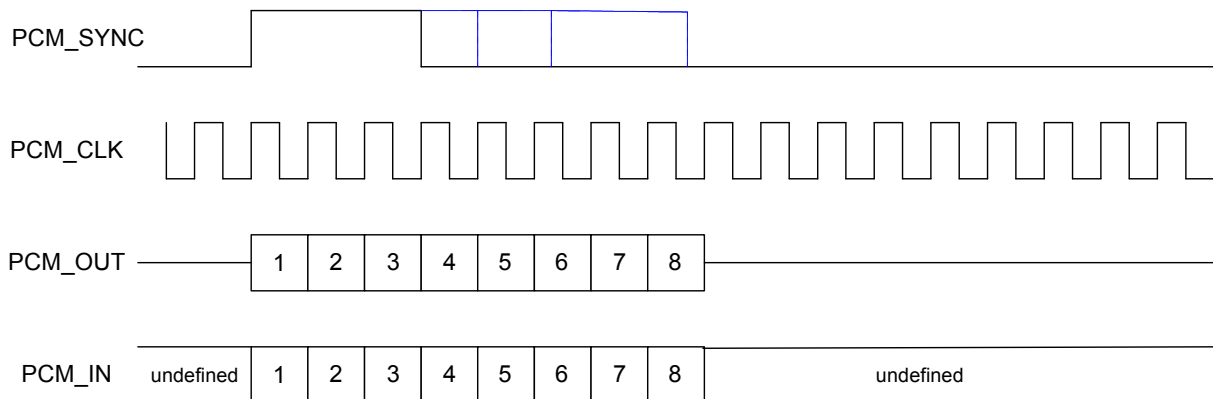 PCM_SYNC
PCM_CLK
PCM_OUT 1 2 3 4 5 6 7 8
PCM_IN undefined 1 2 3 4 5 6 7 8 undefined